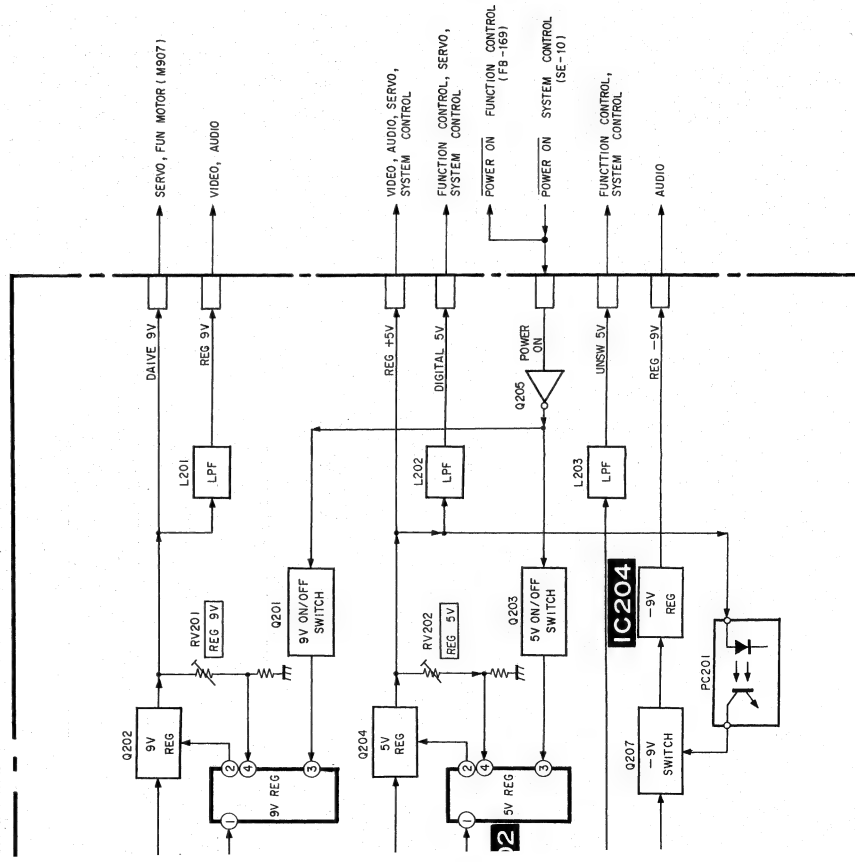 SERVO, FUN MOTOR ( M907 )
VIDEO, AUDIO
VIDEO, AUDIO, SERVO,
SYSTEM CONTROL
FUNCTION CONTROL, SERVO,
SYSTEM CONTROL
POWER ON FUNCTION CONTROL
(FB-169)
POWER ON SYSTEM CONTROL
(SE-10)
FUNCTTION CONTROL,
SYSTEM CONTROL
AUDIO
DAIVE 9V
REG 9V
REG +5V
DIGITAL 5V
POWER
ON
UNSW 5V
REG -9V
Q205
L201
LPF
L202
LPF
L203
LPF
RV201
REG 9V
Q201
9V ON/OFF
SWITCH
RV202
REG 5V
Q203
5V ON/OFF
SWITCH
IC204
-9V
REG
PC201
Q202
9V
REG
Q204
5V
REG
Q207
-9V
SWITCH
1
2
4
3
9V REG
1
2
4
3
5V REG
02